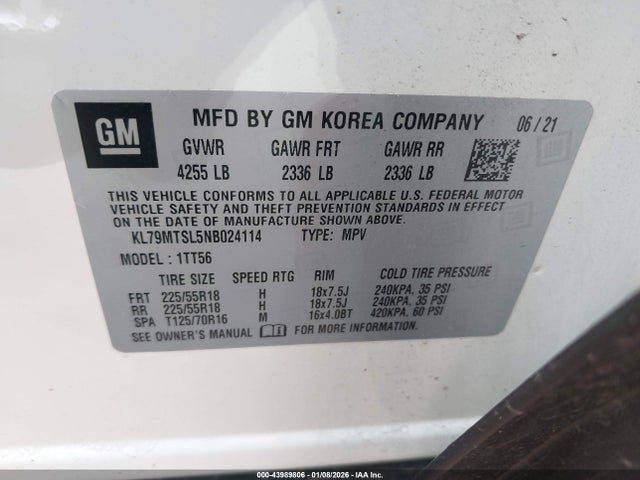 GM
MFD BY GM KOREA COMPANY 06/21
GVWR GAWR FRT GAWR RR
4255 LB 2336 LB 2336 LB
THIS VEHICLE CONFORMS TO ALL APPLICABLE U.S. FEDERAL MOTOR
VEHICLE SAFETY AND THEFT PREVENTION STANDARDS IN EFFECT
ON THE DATE OF MANUFACTURE SHOWN ABOVE.
KL79MTSL5NB024114 TYPE: MPV
MODEL: 1TT56
TIRE SIZE SPEED RTG RIM COLD TIRE PRESSURE
FRT 225/55R18 H 18x7.5J 240KPA, 35 PSI
RR 225/55R18 H 18x7.5J 240KPA, 35 PSI
SPA T125/70R16 M 16x4.0BT 420KPA, 60 PSI
SEE OWNER'S MANUAL FOR MORE INFORMATION.
000-43989806 - 01/08/2026 - IAA Inc.